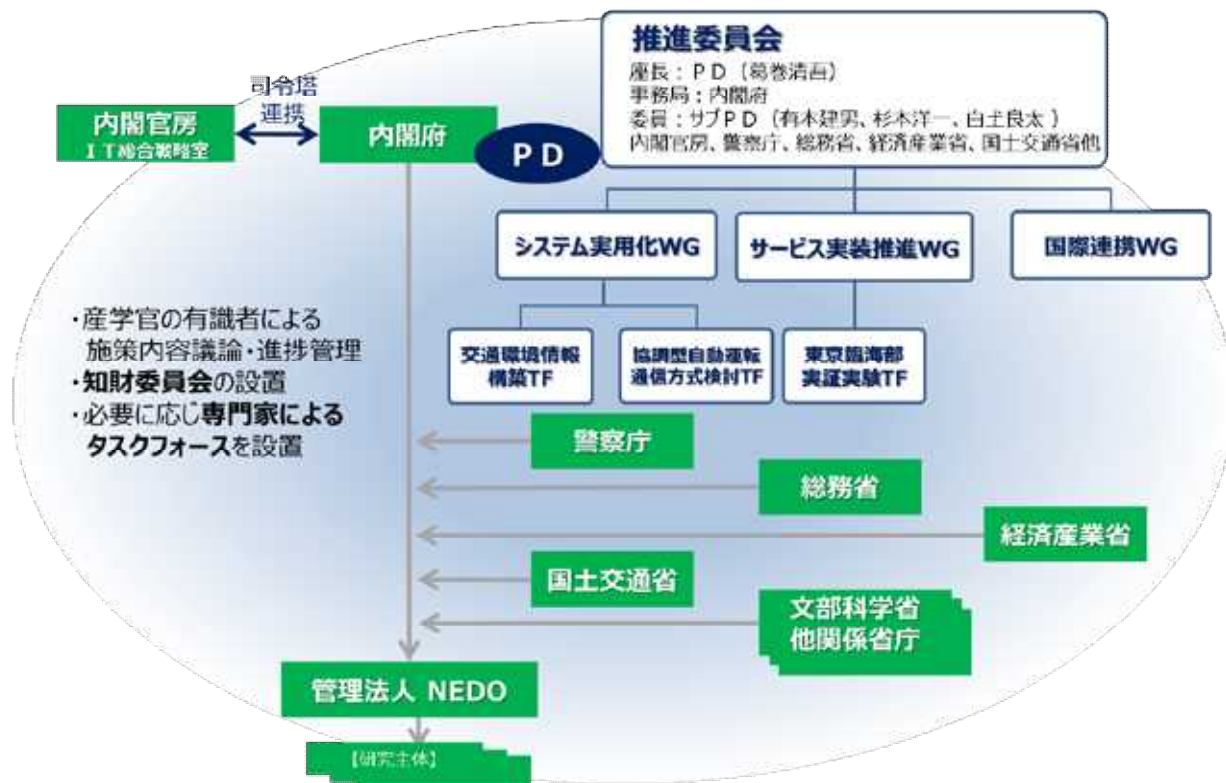 推進委員会
座長：ＰＤ（葛巻清吾）
事務局：内閣府
委員：サブＰＤ（有本建男、杉本洋一、白土良太）
内閣官房、警察庁、総務省、経済産業省、国土交通省他
司令塔
連携
内閣官房
ＩＴ総合戦略室
内閣府
ＰＤ
システム実用化WG
サービス実装推進WG
国際連携WG
・産学官の有識者による
施策内容議論・進捗管理
・知財委員会の設置
・必要に応じ専門家による
タスクフォースを設置
交通環境情報
構築TF
協調型自動運転
通信方式検討TF
東京臨海部
実証実験TF
警察庁
総務省
経済産業省
国土交通省
文部科学省
他関係省庁
管理法人 NEDO
【研究主体】